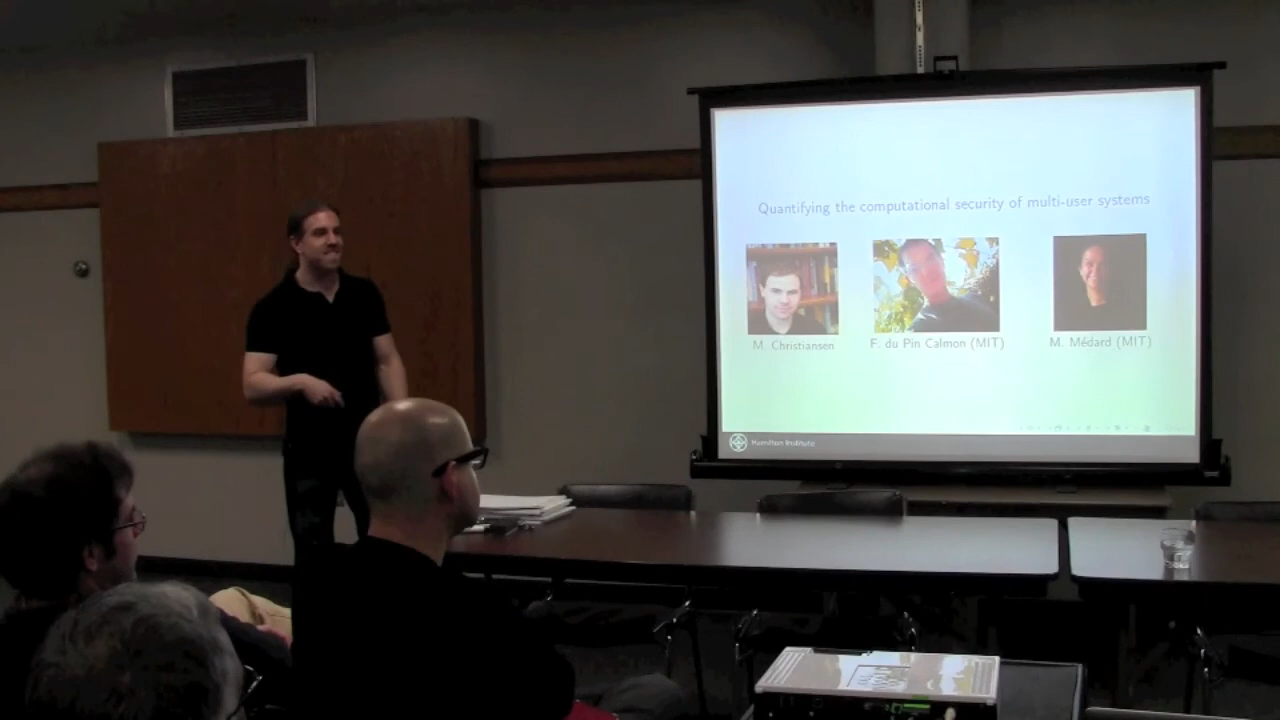 Quantifying the computational security of multi-user systems
M. Christiansen
F. du Pin Calmon (MIT)
M. Médard (MIT)
Hamilton Institute